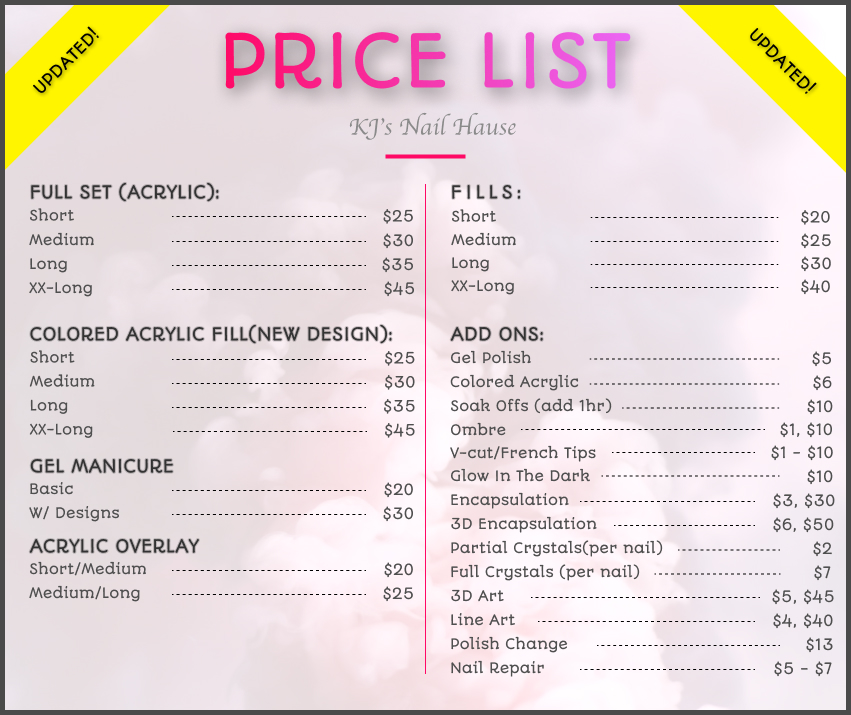 UPDATED!
UPDATED!
PRICE LIST
KJ's Nail Hause
FULL SET (ACRYLIC):
Short $25
Medium $30
Long $35
XX-Long $45
COLORED ACRYLIC FILL(NEW DESIGN):
Short $25
Medium $30
Long $35
XX-Long $45
GEL MANICURE
Basic $20
W/ Designs $30
ACRYLIC OVERLAY
Short/Medium $20
Medium/Long $25
FILLS:
Short $20
Medium $25
Long $30
XX-Long $40
ADD ONS:
Gel Polish $5
Colored Acrylic $6
Soak Offs (add 1hr) $10
Ombre $1, $10
V-cut/French Tips $1 - $10
Glow In The Dark $10
Encapsulation $3, $30
3D Encapsulation $6, $50
Partial Crystals(per nail) $2
Full Crystals (per nail) $7
3D Art $5, $45
Line Art $4, $40
Polish Change $13
Nail Repair $5 - $7